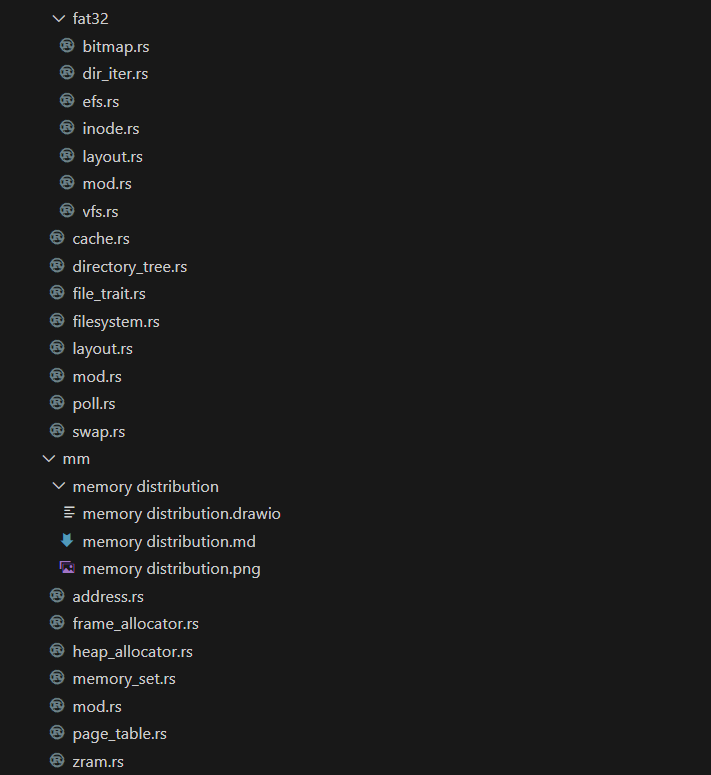 fat32
bitmap.rs
dir_iter.rs
efs.rs
inode.rs
layout.rs
mod.rs
vfs.rs
cache.rs
directory_tree.rs
file_trait.rs
filesystem.rs
layout.rs
mod.rs
poll.rs
swap.rs
mm
memory distribution
memory distribution.drawio
memory distribution.md
memory distribution.png
address.rs
frame_allocator.rs
heap_allocator.rs
memory_set.rs
mod.rs
page_table.rs
zram.rs